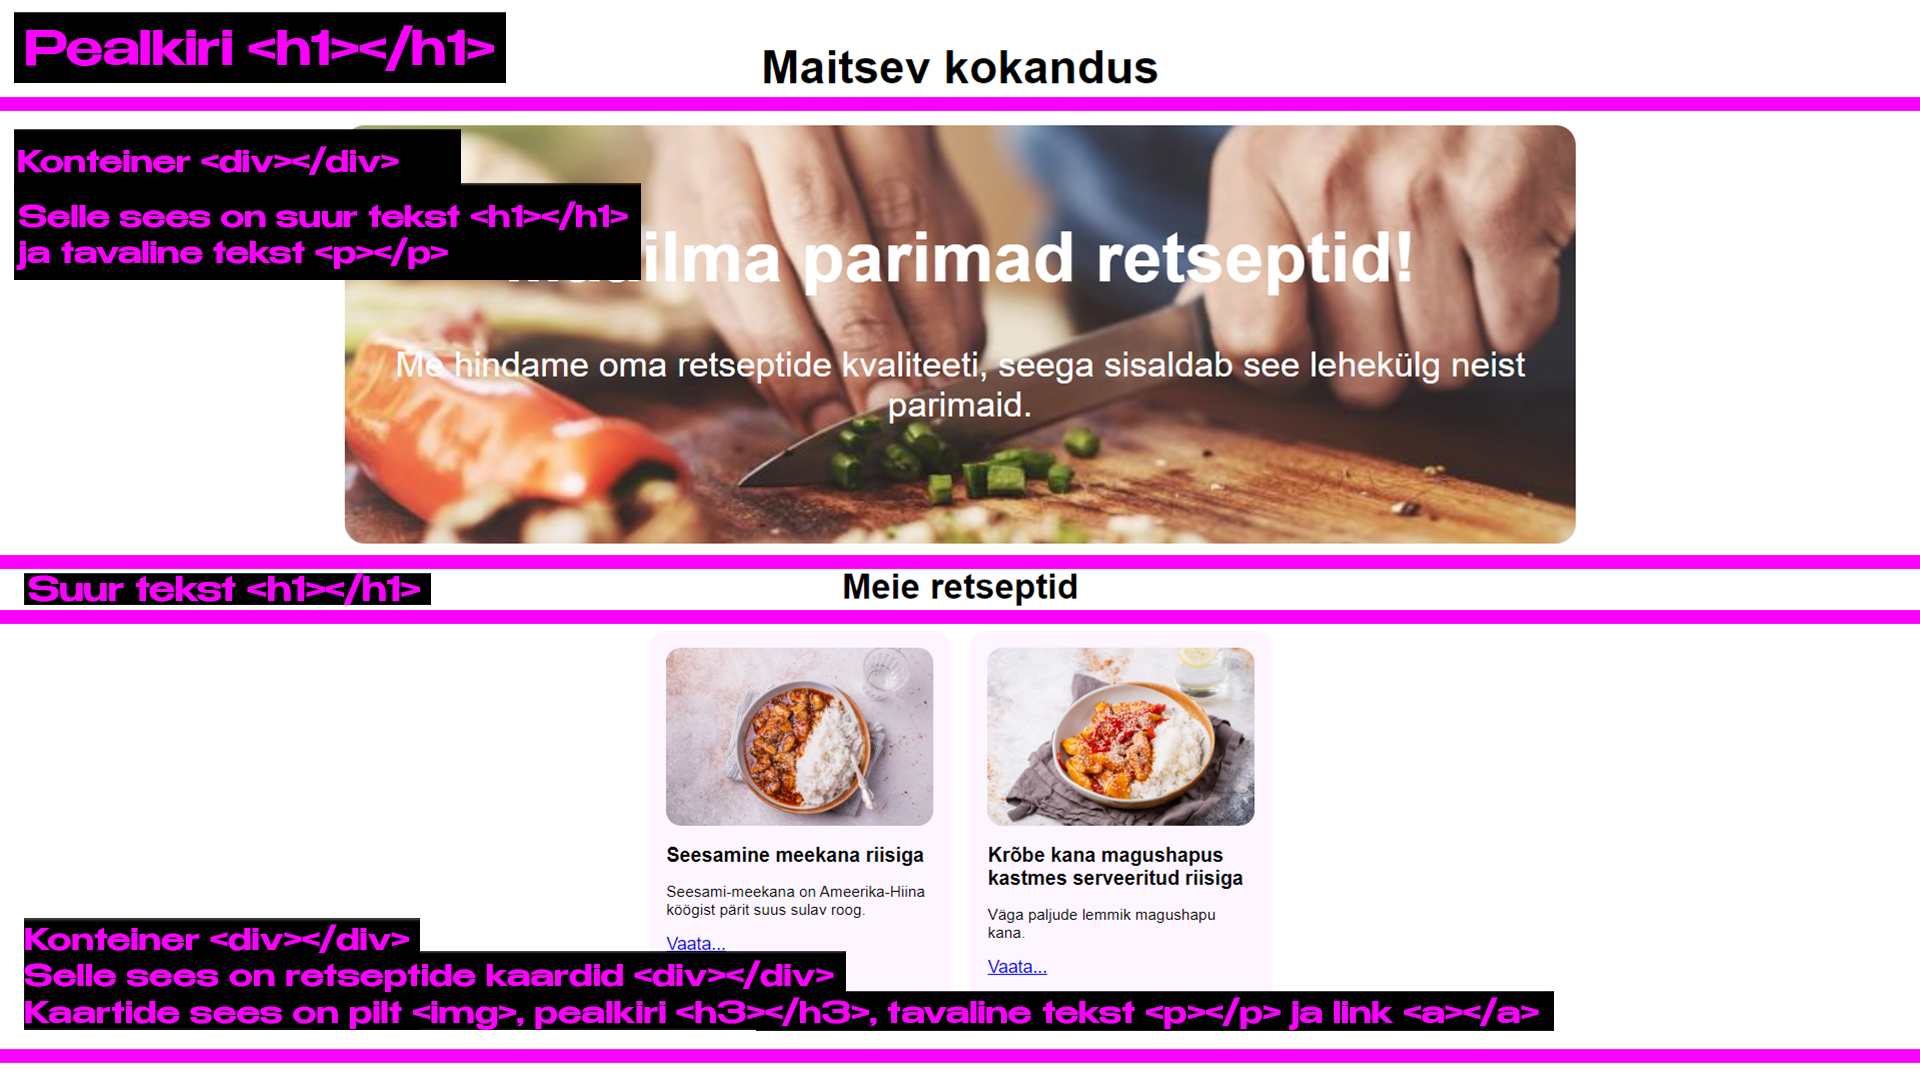 Pealkiri <h1></h1>
Maitsev kokandus
Konteiner <div></div>
Selle sees on suur tekst <h1></h1>
ja tavaline tekst <p></p>
parimad retseptid!
Me hindame oma retseptide kvaliteeti, seega sisaldab see lehekülg neist
parimaid.
Suur tekst <h1></h1>
Meie retseptid
Seesamine meekana riisiga
Seesami-meekana on Ameerika-Hiina
köögist pärit suus sulav roog.
Vaata...
Krõbe kana magushapus
kastmes serveeritud riisiga
Väga paljude lemmik magushapu
kana.
Vaata...
Konteiner <div></div>
Selle sees on retseptide kaardid <div></div>
Kaartide sees on pilt <img>, pealkiri <h3></h3>, tavaline tekst <p></p> ja link <a></a>